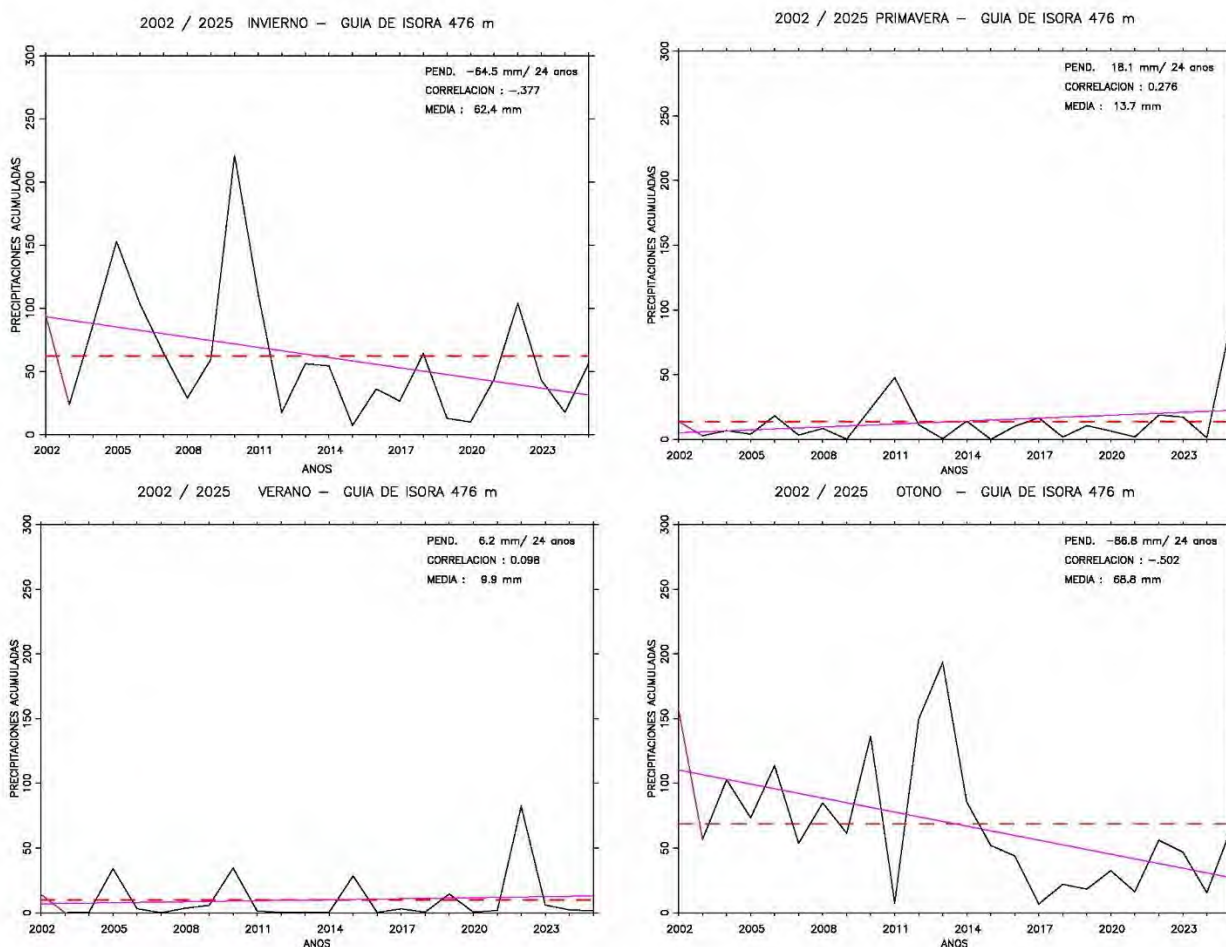 2002 / 2025 INVIERNO – GUIA DE ISORA 476 m
PEND. -64.5 mm/ 24 anos
CORRELACION : -.377
MEDIA : 62.4 mm
PRECIPITACIONES ACUMULADAS
300
250
200
150
100
50
0
2002 2005 2008 2011 2014 2017 2020 2023
ANOS
2002 / 2025 PRIMAVERA – GUIA DE ISORA 476 m
PEND. 18.1 mm/ 24 anos
CORRELACION : 0.276
MEDIA : 13.7 mm
PRECIPITACIONES ACUMULADAS
300
250
200
150
100
50
0
2002 2005 2008 2011 2014 2017 2020 2023
ANOS
2002 / 2025 VERANO – GUIA DE ISORA 476 m
PEND. 6.2 mm/ 24 anos
CORRELACION : 0.098
MEDIA : 9.9 mm
PRECIPITACIONES ACUMULADAS
300
250
200
150
100
50
0
2002 2005 2008 2011 2014 2017 2020 2023
ANOS
2002 / 2025 OTONO – GUIA DE ISORA 476 m
PEND. -86.8 mm/ 24 anos
CORRELACION : -.502
MEDIA : 68.8 mm
PRECIPITACIONES ACUMULADAS
300
250
200
150
100
50
0
2002 2005 2008 2011 2014 2017 2020 2023
ANOS